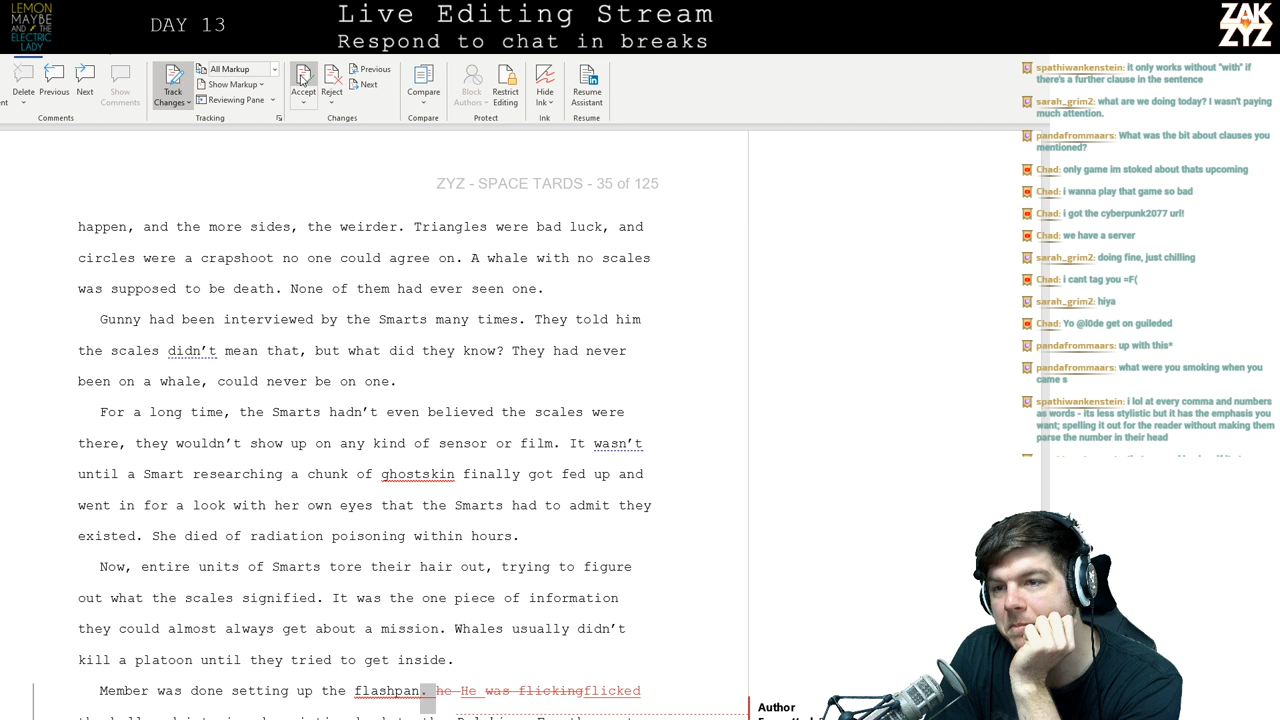 LEMON
MAYBE
AND THE
ELECTRIC
LADY
DAY 13
Live Editing Stream
Respond to chat in breaks
ZAK
ZYZ
Delete
Previous
Next
Show
Comments
Comments
Track
Changes
All Markup
Show Markup
Reviewing Pane
Tracking
Accept
Reject
Previous
Next
Changes
Compare
Compare
Block
Authors
Restrict
Editing
Protect
Hide
Ink
Ink
Resume
Assistant
Resume
ZYZ - SPACE TARDS - 35 of 125
happen, and the more sides, the weirder. Triangles were bad luck, and
circles were a crapshoot no one could agree on. A whale with no scales
was supposed to be death. None of them had ever seen one.
Gunny had been interviewed by the Smarts many times. They told him
the scales didn't mean that, but what did they know? They had never
been on a whale, could never be on one.
For a long time, the Smarts hadn't even believed the scales were
there, they wouldn't show up on any kind of sensor or film. It wasn't
until a Smart researching a chunk of ghostskin finally got fed up and
went in for a look with her own eyes that the Smarts had to admit they
existed. She died of radiation poisoning within hours.
Now, entire units of Smarts tore their hair out, trying to figure
out what the scales signified. It was the one piece of information
they could almost always get about a mission. Whales usually didn't
kill a platoon until they tried to get inside.
Member was done setting up the flashpan. he He was flickingflicked
Author
spathiwankenstein: it only works without "with" if
there's a further clause in the sentence
sarah_grim2: what are we doing today? I wasn't paying
much attention.
pandafrommaars: What was the bit about clauses you
mentioned?
Chad: only game im stoked about thats upcoming
Chad: i wanna play that game so bad
Chad: i got the cyberpunk2077 url!
Chad: we have a server
sarah_grim2: doing fine, just chilling
Chad: i cant tag you =F(
sarah_grim2: hiya
Chad: Yo @l0de get on guileded
pandafrommaars: up with this*
pandafrommaars: what were you smoking when you
came s
spathiwankenstein: i lol at every comma and numbers
as words - its less stylistic but it has the emphasis you
want; spelling it out for the reader without making them
parse the number in their head